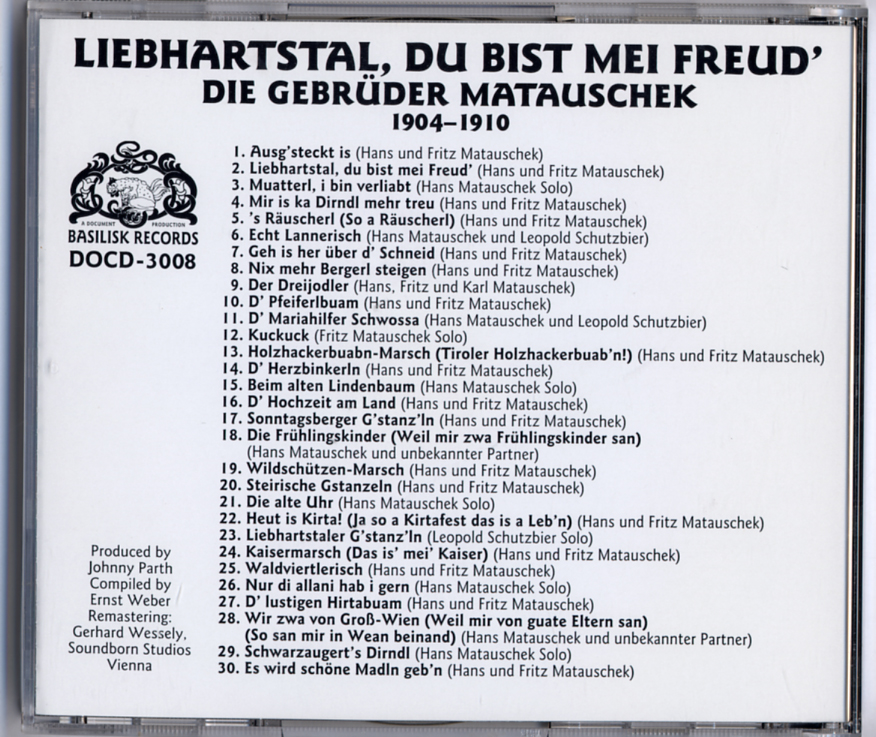 LIEBHARTSTAL, DU BIST MEI FREUD'
DIE GEBRÜDER MATAUSCHEK
1904–1910
A DOCUMENT PRODUCTION
BASILISK RECORDS
DOCD-3008
1. Ausg'steckt is (Hans und Fritz Matauschek)
2. Liebhartstal, du bist mei Freud' (Hans und Fritz Matauschek)
3. Muatterl, i bin verliabt (Hans Matauschek Solo)
4. Mir is ka Dirndl mehr treu (Hans und Fritz Matauschek)
5. 's Räuscherl (So a Räuscherl) (Hans und Fritz Matauschek)
6. Echt Lannerisch (Hans Matauschek und Leopold Schutzbier)
7. Geh is her über d' Schneid (Hans und Fritz Matauschek)
8. Nix mehr Bergerl steigen (Hans und Fritz Matauschek)
9. Der Dreijodler (Hans, Fritz und Karl Matauschek)
10. D' Pfeiferlbuam (Hans und Fritz Matauschek)
11. D' Mariahilfer Schwossa (Hans Matauschek und Leopold Schutzbier)
12. Kuckuck (Fritz Matauschek Solo)
13. Holzhackerbuabn-Marsch (Tiroler Holzhackerbuab'n!) (Hans und Fritz Matauschek)
14. D' Herzbinkerln (Hans und Fritz Matauschek)
15. Beim alten Lindenbaum (Hans Matauschek Solo)
16. D' Hochzeit am Land (Hans und Fritz Matauschek)
17. Sonntagsberger G'stanz'ln (Hans und Fritz Matauschek)
18. Die Frühlingskinder (Weil mir zwa Frühlingskinder san)
(Hans Matauschek und unbekannter Partner)
19. Wildschützen-Marsch (Hans und Fritz Matauschek)
20. Steirische Gstanzeln (Hans und Fritz Matauschek)
21. Die alte Uhr (Hans Matauschek Solo)
22. Heut is Kirta! (Ja so a Kirtafest das is a Leb'n) (Hans und Fritz Matauschek)
23. Liebhartstaler G'stanz'ln (Leopold Schutzbier Solo)
24. Kaisermarsch (Das is' mei' Kaiser) (Hans und Fritz Matauschek)
25. Waldviertlerisch (Hans und Fritz Matauschek)
26. Nur di allani hab i gern (Hans Matauschek Solo)
27. D' lustigen Hirtabuam (Hans und Fritz Matauschek)
28. Wir zwa von Groß-Wien (Weil mir von guate Eltern san)
(So san mir in Wean beinand) (Hans Matauschek und unbekannter Partner)
29. Schwarzaugert's Dirndl (Hans Matauschek Solo)
30. Es wird schöne Madln geb'n (Hans und Fritz Matauschek)
Produced by
Johnny Parth
Compiled by
Ernst Weber
Remastering:
Gerhard Wessely,
Soundborn Studios
Vienna